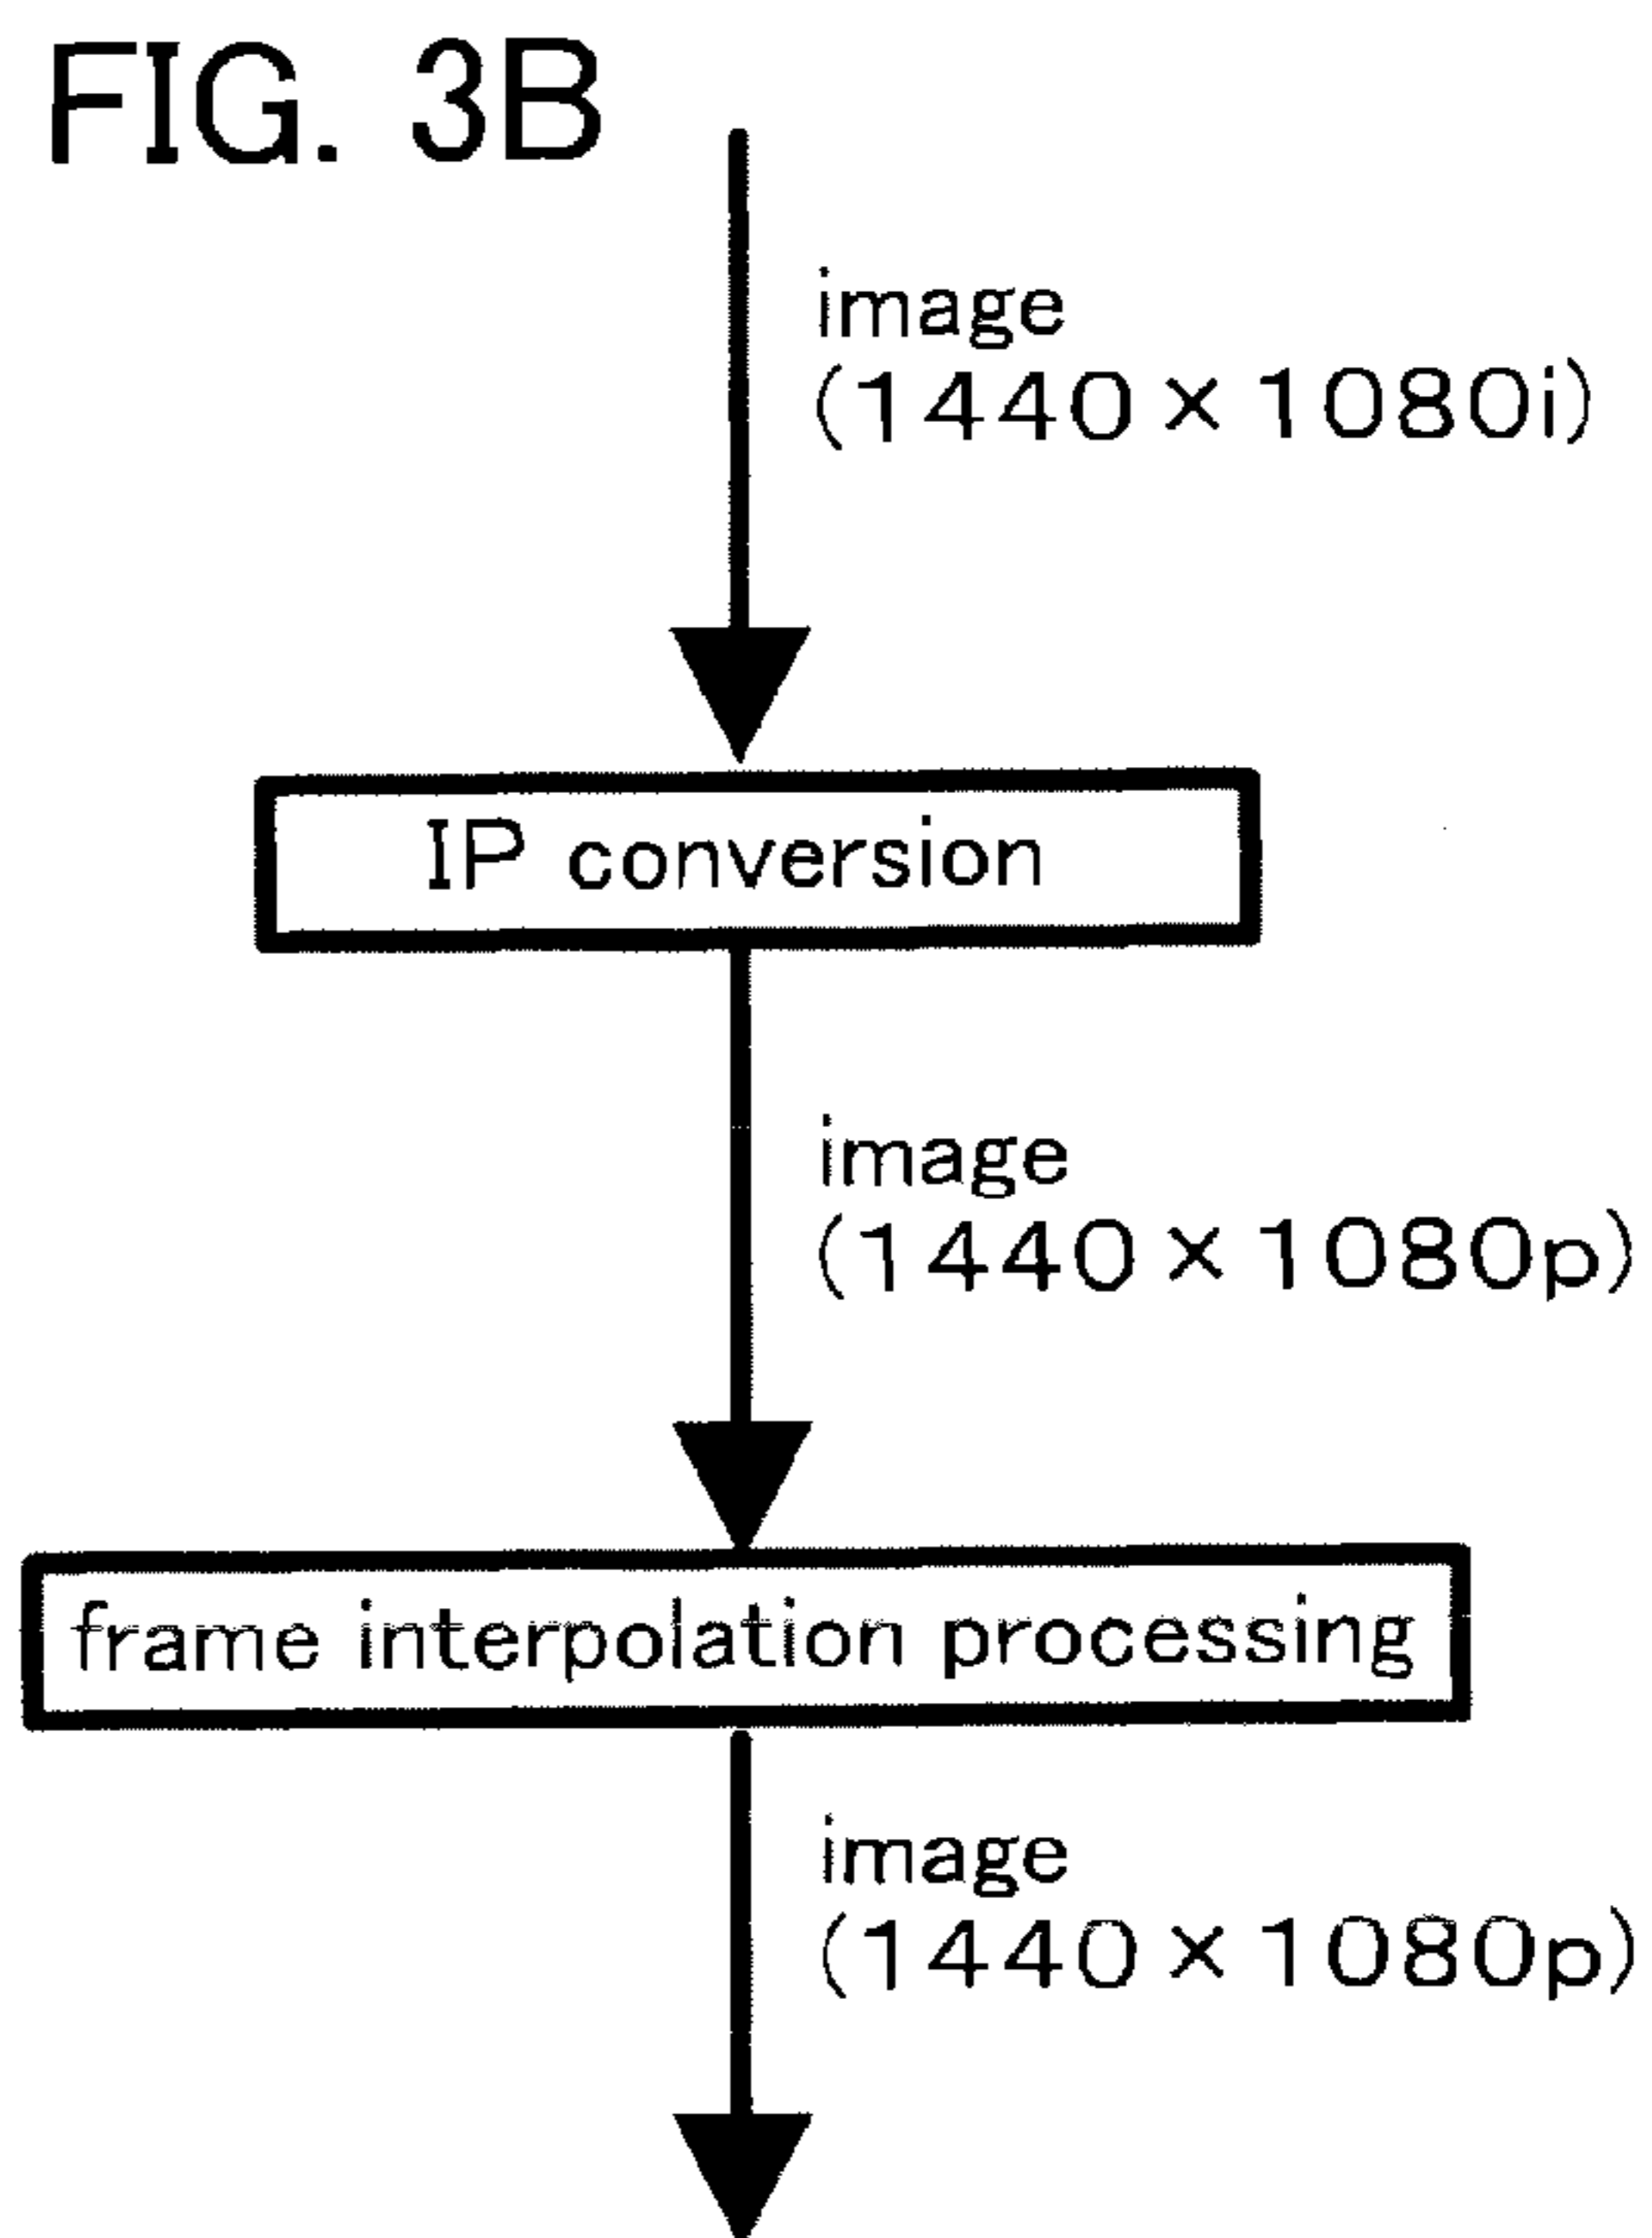 FIG. 3B
image
(1440×1080i)
IP conversion
image
(1440×1080p)
frame interpolation processing
image
(1440×1080p)